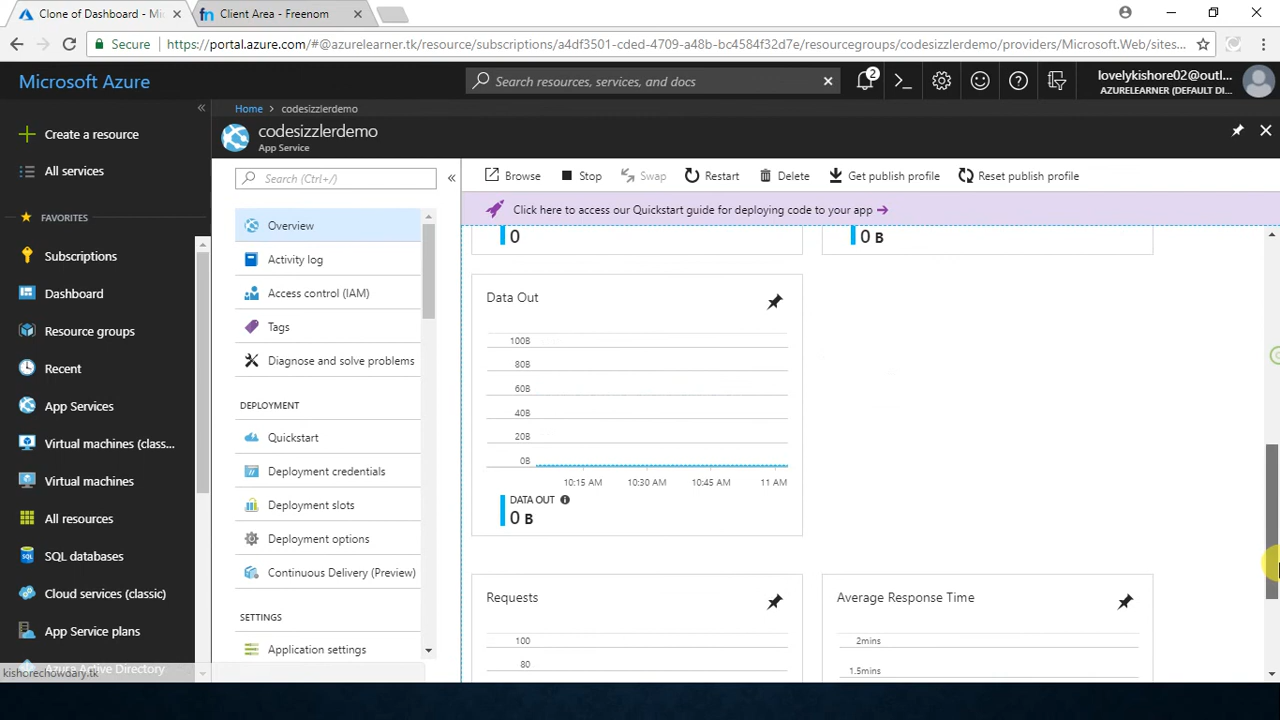 Clone of Dashboard - Mic
Client Area - Freenom
Secure
https://portal.azure.com/#@azurelearner.tk/resource/subscriptions/a4df3501-cded-4709-a48b-bc4584f32d7e/resourcegroups/codesizzlerdemo/providers/Microsoft.Web/sites...
Microsoft Azure
Search resources, services, and docs
2
lovelykishore02@outl...
AZURELEARNER (DEFAULT DI...
Home > codesizzlerdemo
codesizzlerdemo
App Service
Create a resource
All services
FAVORITES
Subscriptions
Dashboard
Resource groups
Recent
App Services
Virtual machines (class...
Virtual machines
All resources
SQL databases
Cloud services (classic)
App Service plans
Azure Active Directory
kishorechowdary.tk
Search (Ctrl+/)
Overview
Activity log
Access control (IAM)
Tags
Diagnose and solve problems
DEPLOYMENT
Quickstart
Deployment credentials
Deployment slots
Deployment options
Continuous Delivery (Preview)
SETTINGS
Application settings
Browse Stop Swap Restart Delete Get publish profile Reset publish profile
Click here to access our Quickstart guide for deploying code to your app
0
0 B
Data Out
100B
80B
60B
40B
20B
0B
10:15 AM 10:30 AM 10:45 AM 11 AM
DATA OUT
0 B
Requests
100
80
Average Response Time
2mins
1.5mins